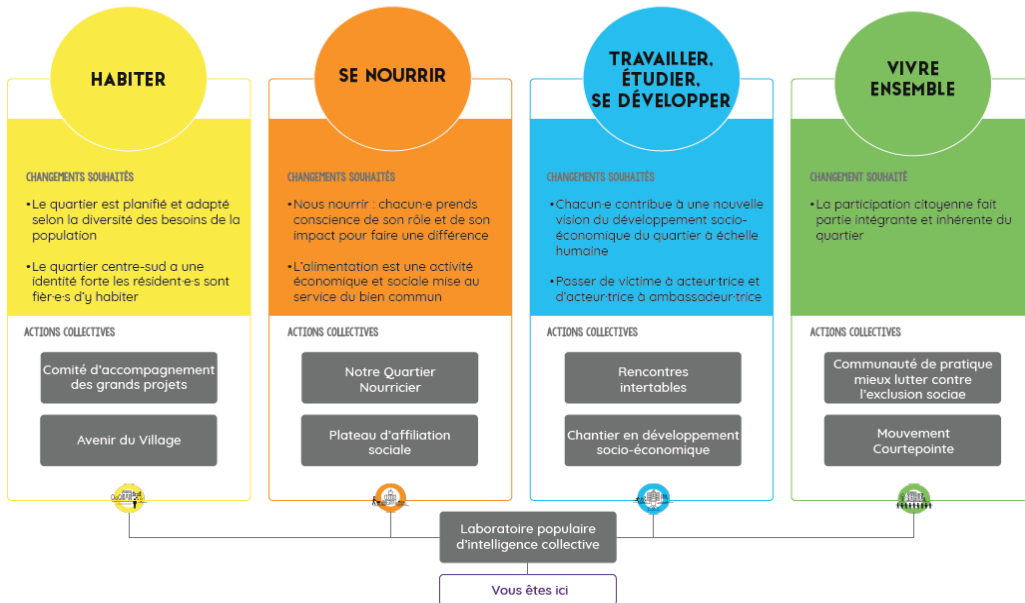 HABITER
CHANGEMENTS SOUHAITÉS
•Le quartier est planifié et adapté
selon la diversité des besoins de la
population
•Le quartier centre-sud a une
identité forte les résident·e·s sont
fièr·e·s d'y habiter
ACTIONS COLLECTIVES
Comité d'accompagnement
des grands projets
Avenir du Village
SE NOURRIR
CHANGEMENTS SOUHAITÉS
•Nous nourrir : chacun·e prends
conscience de son rôle et de son
impact pour faire une différence
•L'alimentation est une activité
économique et sociale mise au
service du bien commun
ACTIONS COLLECTIVES
Notre Quartier
Nourricier
Plateau d'affiliation
sociale
TRAVAILLER,
ÉTUDIER,
SE DÉVELOPPER
CHANGEMENTS SOUHAITÉS
•Chacun·e contribue à une nouvelle
vision du développement socio-
économique du quartier à échelle
humaine
•Passer de victime à acteur·trice et
d'acteur·trice à ambassadeur·trice
ACTIONS COLLECTIVES
Rencontres
intertables
Chantier en développement
socio-économique
VIVRE
ENSEMBLE
CHANGEMENT SOUHAITÉ
•La participation citoyenne fait
partie intégrante et inhérente du
quartier
ACTIONS COLLECTIVES
Communauté de pratique
mieux lutter contre
l'exclusion sociae
Mouvement
Courtepointe
Laboratoire populaire
d'intelligence collective
Vous êtes ici